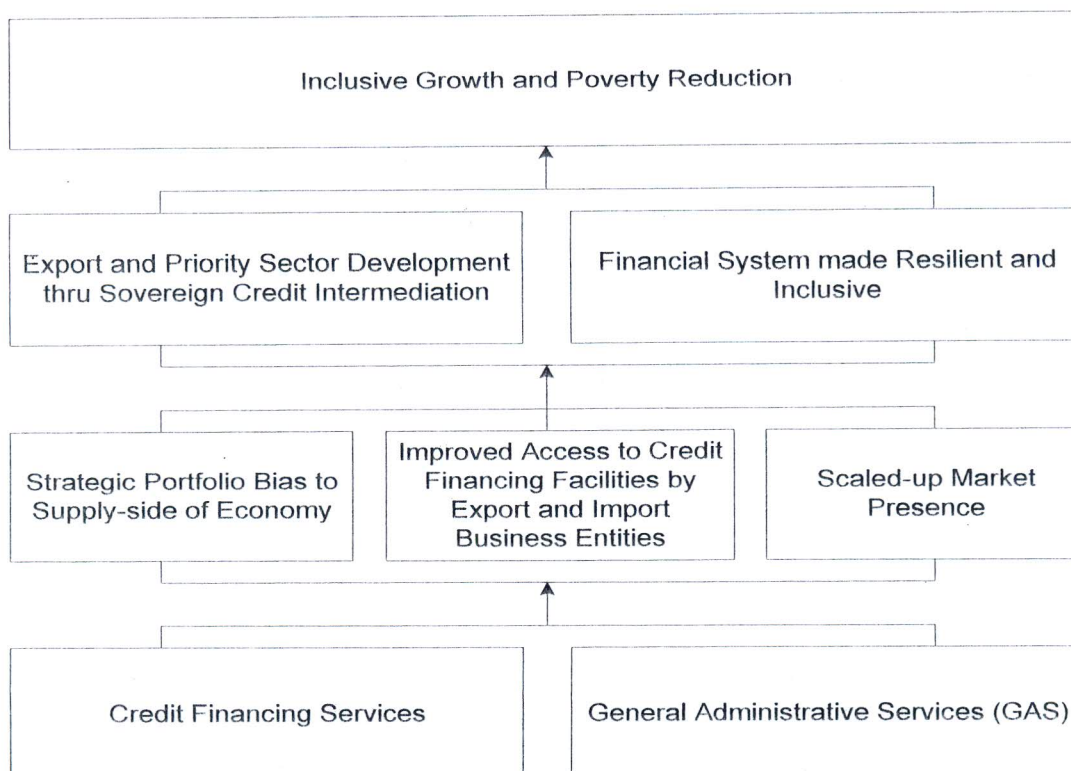 Inclusive Growth and Poverty Reduction
Export and Priority Sector Development
thru Sovereign Credit Intermediation
Financial System made Resilient and
Inclusive
Strategic Portfolio Bias to
Supply-side of Economy
Improved Access to Credit
Financing Facilities by
Export and Import
Business Entities
Scaled-up Market
Presence
Credit Financing Services
General Administrative Services (GAS)